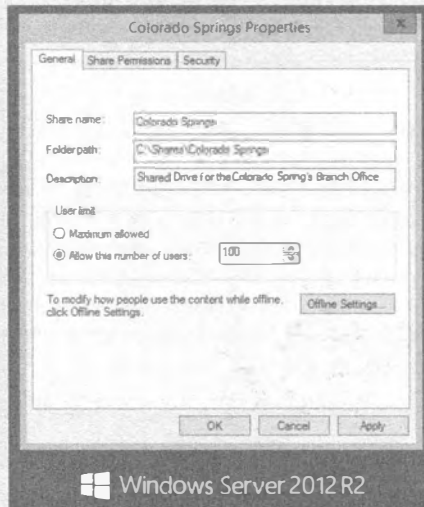 Colorado Springs Properties
x
General Share Permissions Security
Share name: Colorado Springs
Folder path: C:\Shares\Colorado Springs
Description: Shared Drive for the Colorado Spring's Branch Office
User limit
Maximum allowed
Allow this number of users: 100
To modify how people use the content while offline,
click Offline Settings.
Offline Settings...
OK Cancel Apply
Windows Server 2012 R2